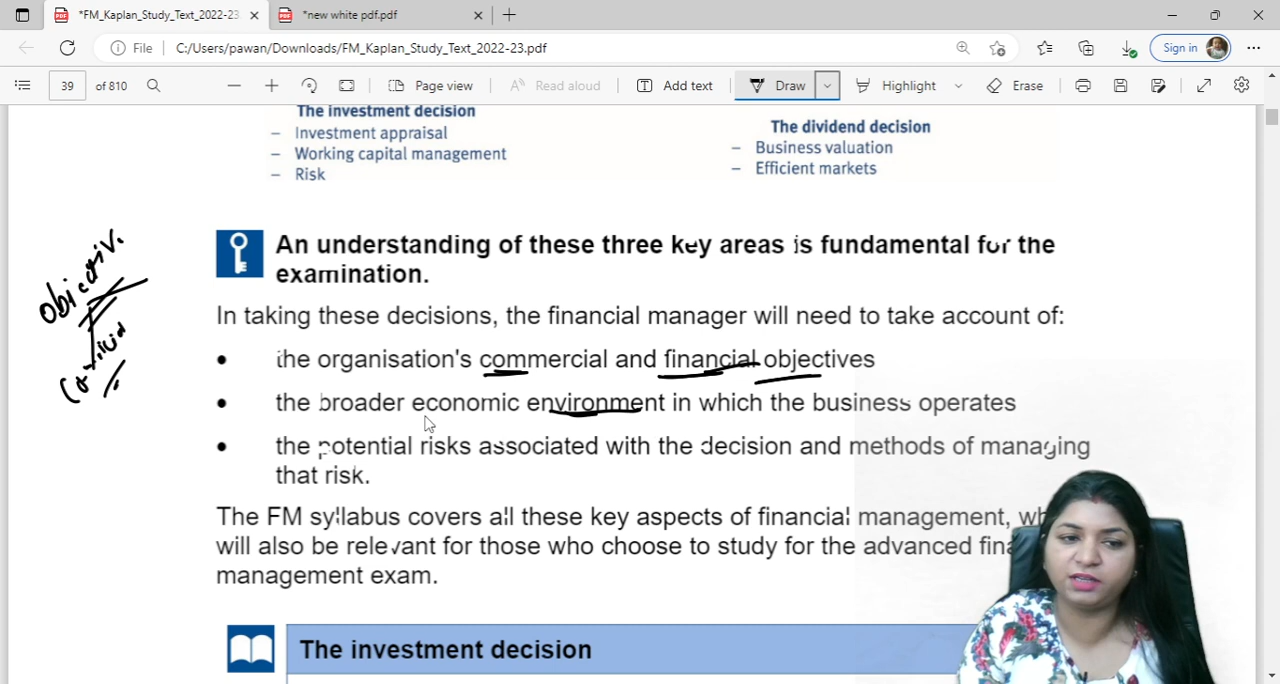 *FM_Kaplan_Study_Text_2022-23
*new white pdf.pdf
File
C:/Users/pawan/Downloads/FM_Kaplan_Study_Text_2022-23.pdf
Sign in
39 of 810
Page view
Read aloud
Add text
Draw
Highlight
Erase
The investment decision
– Investment appraisal
– Working capital management
– Risk
The dividend decision
– Business valuation
– Efficient markets
An understanding of these three key areas is fundamental for the
examination.
In taking these decisions, the financial manager will need to take account of:
• the organisation's commercial and financial objectives
• the broader economic environment in which the business operates
• the potential risks associated with the decision and methods of managing
that risk.
The FM syllabus covers all these key aspects of financial management, wh
will also be relevant for those who choose to study for the advanced fina
management exam.
The investment decision